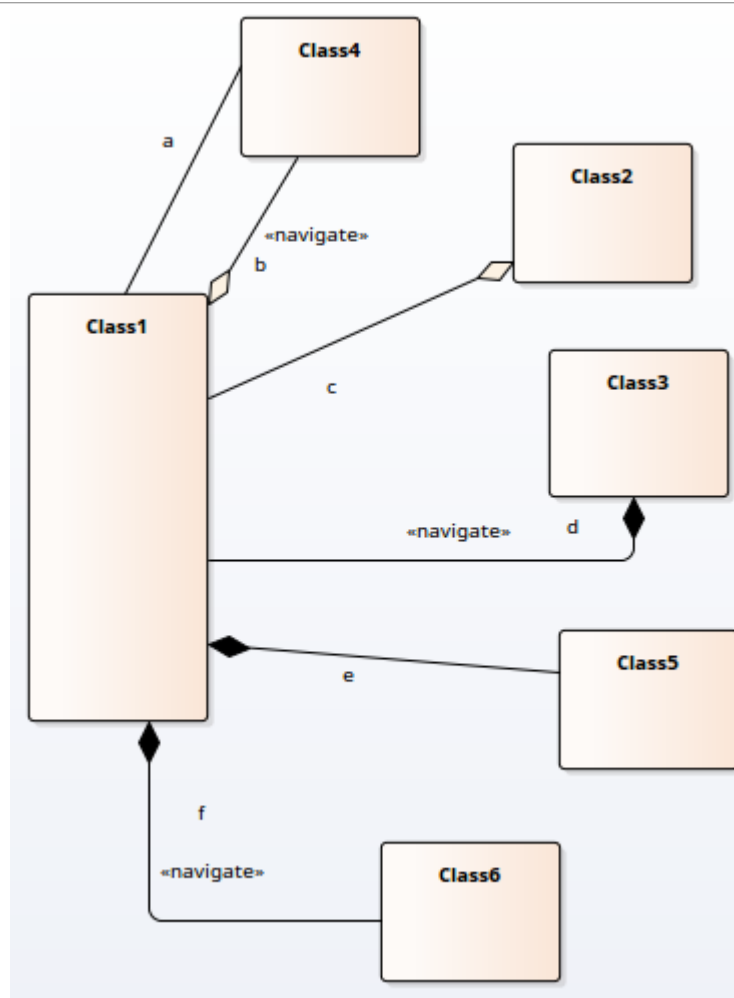 Class4
a
Class2
«navigate»
b
Class1
Class3
c
«navigate»
d
Class5
e
f
«navigate»
Class6